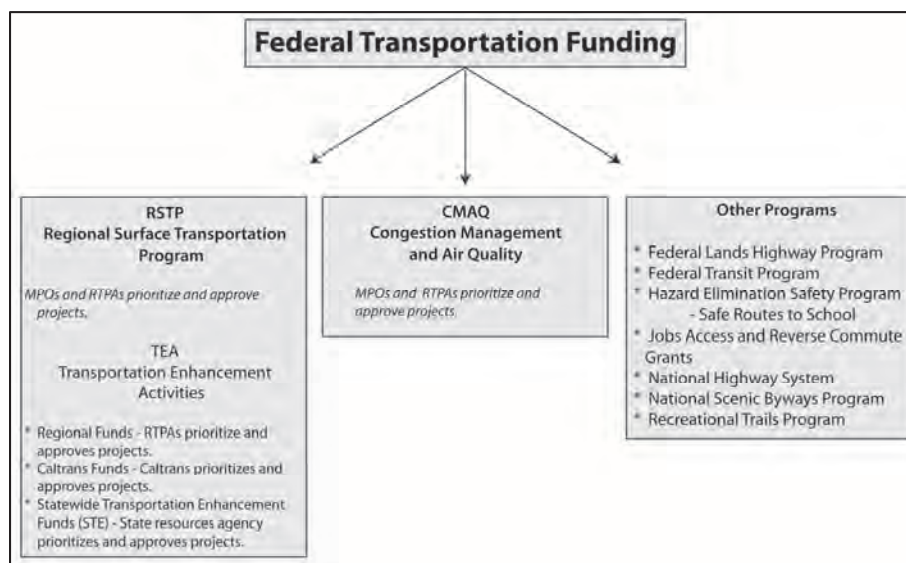 Federal Transportation Funding
RSTP
Regional Surface Transportation
Program
MPOs and RTPAs prioritize and approve
projects.
TEA
Transportation Enhancement
Activities
* Regional Funds - RTPAs prioritize and
approves projects.
* Caltrans Funds - Caltrans prioritizes and
approves projects.
* Statewide Transportation Enhancement
Funds (STE) - State resources agency
prioritizes and approves projects.
CMAQ
Congestion Management
and Air Quality
MPOs and RTPAs prioritize and
approve projects
Other Programs
* Federal Lands Highway Program
* Federal Transit Program
* Hazard Elimination Safety Program
- Safe Routes to School
* Jobs Access and Reverse Commute
Grants
* National Highway System
* National Scenic Byways Program
* Recreational Trails Program